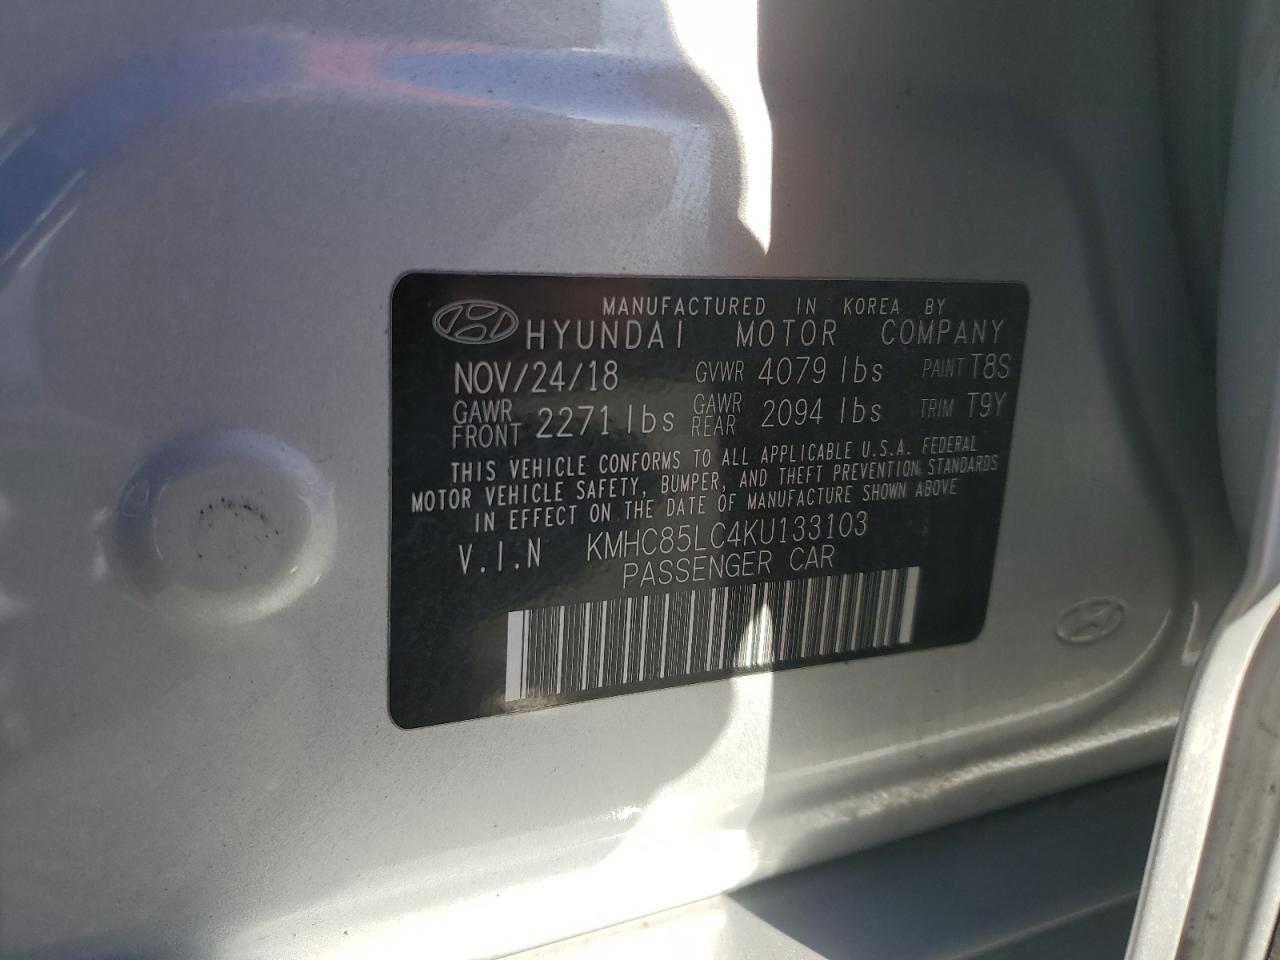 MANUFACTURED IN KOREA BY
HYUNDAI MOTOR COMPANY
NOV/24/18 GVWR 4079 lbs PAINT T8S
GAWR FRONT 2271 lbs GAWR REAR 2094 lbs TRIM T9Y
THIS VEHICLE CONFORMS TO ALL APPLICABLE U.S.A. FEDERAL
MOTOR VEHICLE SAFETY, BUMPER, AND THEFT PREVENTION STANDARDS
IN EFFECT ON THE DATE OF MANUFACTURE SHOWN ABOVE
V.I.N KMHC85LC4KU133103
PASSENGER CAR